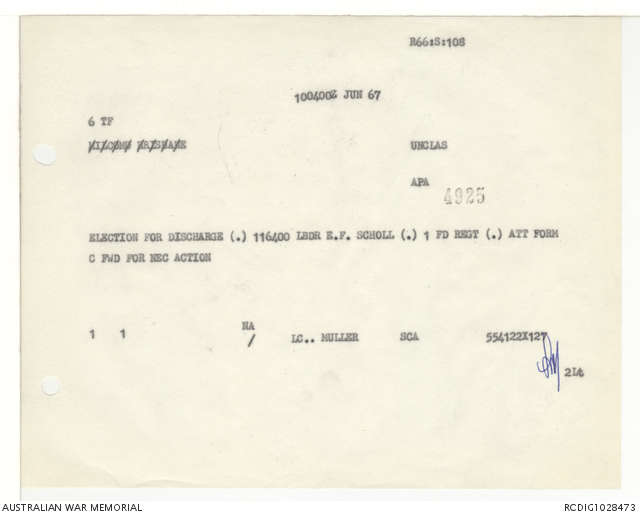 R66:S:108
100400Z JUN 67
6 TF
UNCLAS
APA
4925
ELECTION FOR DISCHARGE (.) 116400 LBDR E.F. SCHOLL (.) 1 FD REGT (.) ATT FORM
C FWD FOR NEC ACTION
NA
1 1 / LC.. MULLER SCA 554122X127
2Lt
AUSTRALIAN WAR MEMORIAL RCDIG1028473